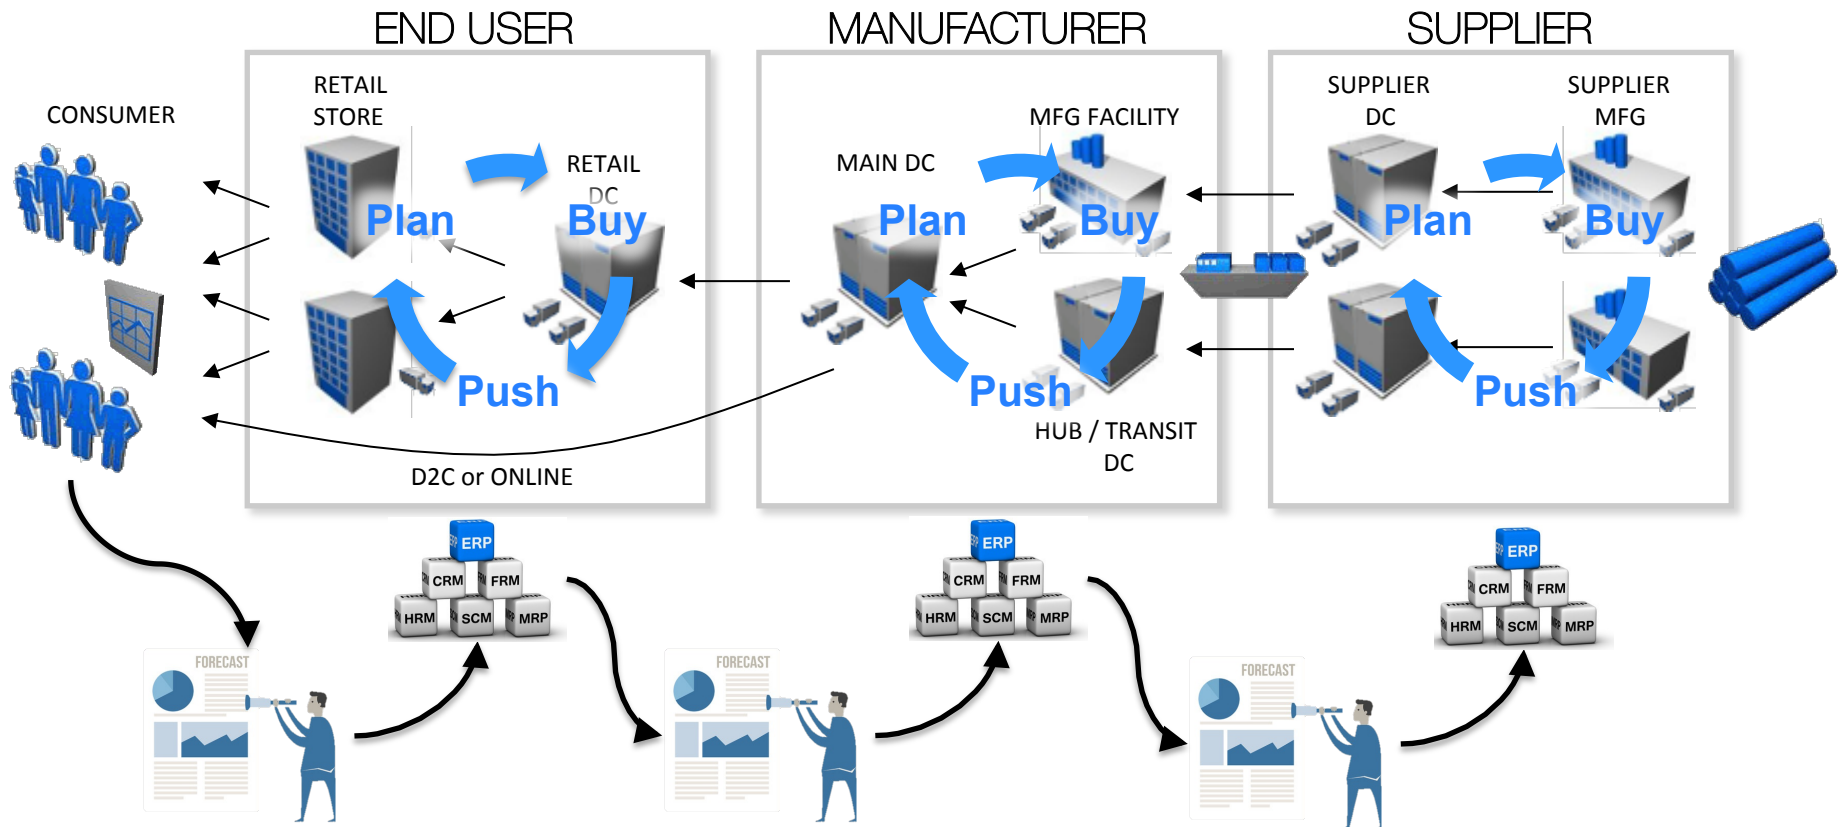 END USER
MANUFACTURER
SUPPLIER
CONSUMER
RETAIL
STORE
RETAIL
DC
Plan
Buy
Push
D2C or ONLINE
MAIN DC
MFG FACILITY
Plan
Buy
Push
HUB / TRANSIT
DC
SUPPLIER
DC
SUPPLIER
MFG
Plan
Buy
Push
ERP
CRM FRM
HRM SCM MRP
ERP
CRM FRM
HRM SCM MRP
ERP
CRM FRM
HRM SCM MRP
FORECAST
FORECAST
FORECAST